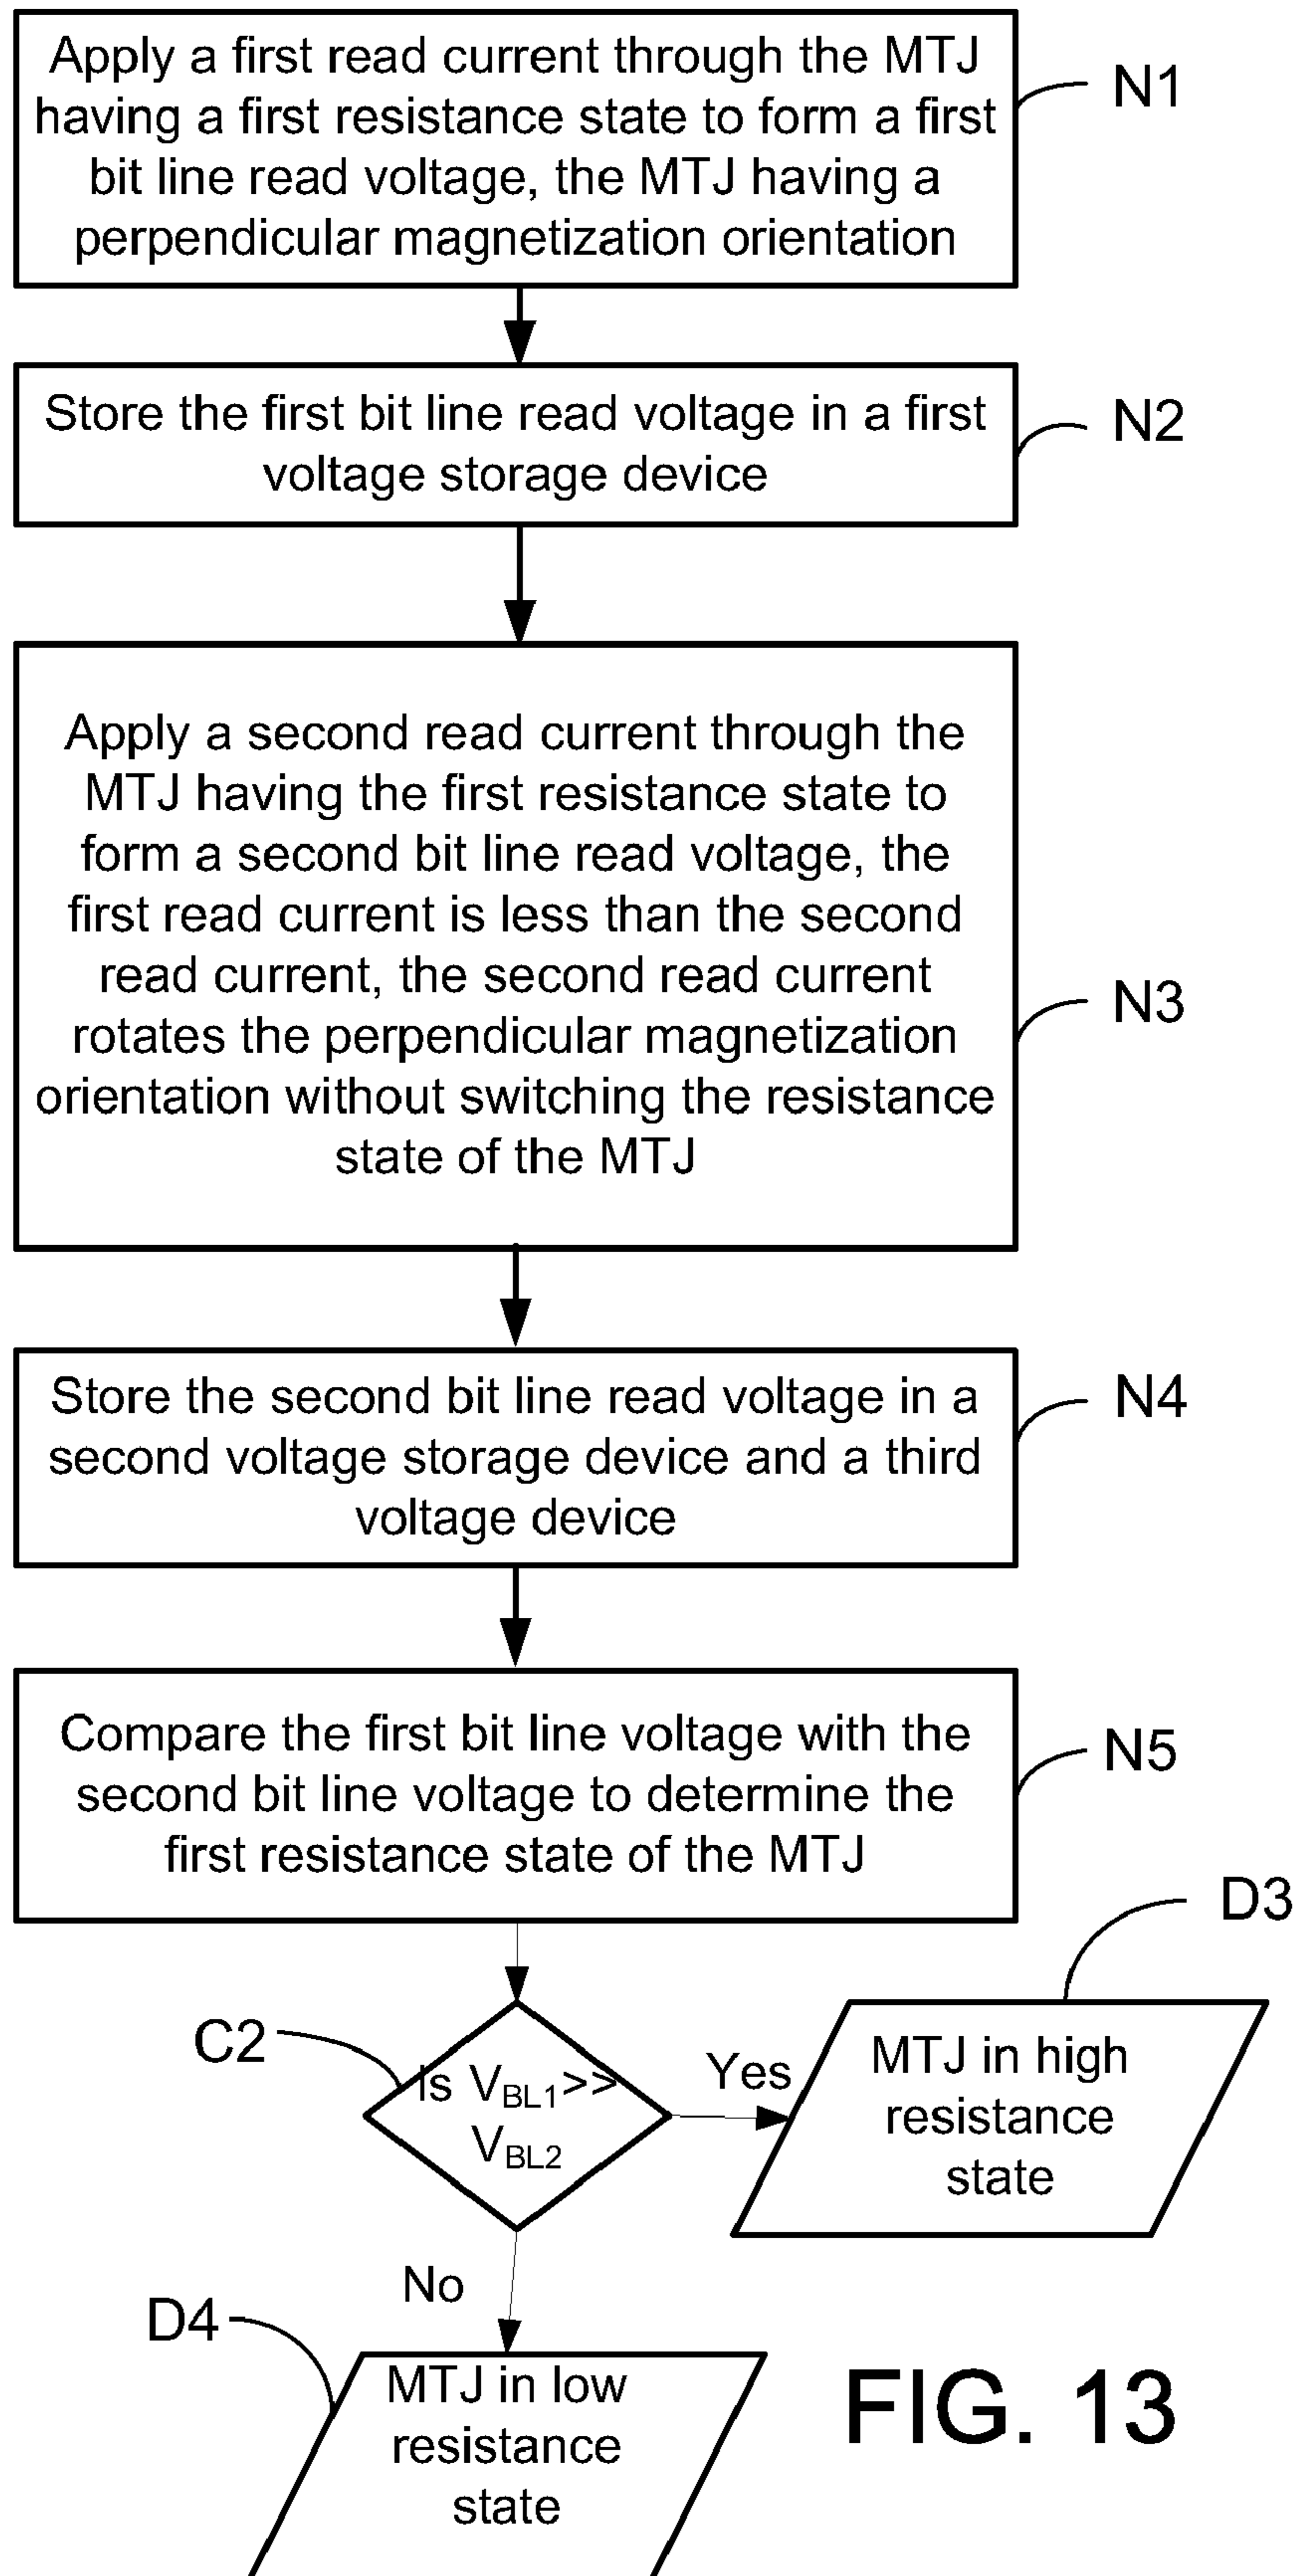 Apply a first read current through the MTJ
having a first resistance state to form a first
bit line read voltage, the MTJ having a
perpendicular magnetization orientation
N1
Store the first bit line read voltage in a first
voltage storage device
N2
Apply a second read current through the
MTJ having the first resistance state to
form a second bit line read voltage, the
first read current is less than the second
read current, the second read current
rotates the perpendicular magnetization
orientation without switching the resistance
state of the MTJ
N3
Store the second bit line read voltage in a
second voltage storage device and a third
voltage device
N4
Compare the first bit line voltage with the
second bit line voltage to determine the
first resistance state of the MTJ
N5
C2
Is VBL1>>
VBL2
Yes
D3
MTJ in high
resistance
state
No
D4
MTJ in low
resistance
state
FIG. 13